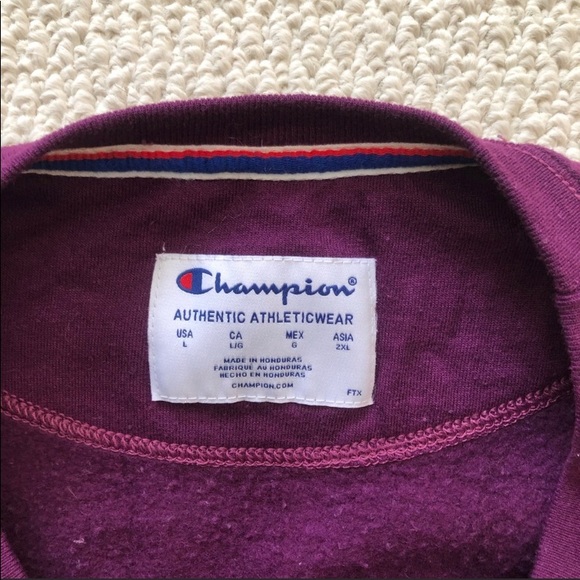 Champion®
AUTHENTIC ATHLETICWEAR
USA CA MEX ASIA
L L/G G 2XL
MADE IN HONDURAS
FABRIQUÉ AU HONDURAS
HECHO EN HONDURAS
CHAMPION.COM
FTX